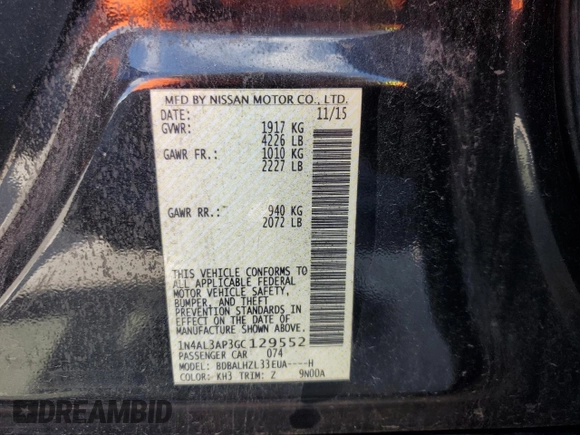 MFD BY NISSAN MOTOR CO., LTD.
DATE: 11/15
GVWR: 1917 KG
4226 LB
GAWR FR.: 1010 KG
2227 LB
GAWR RR.: 940 KG
2072 LB
THIS VEHICLE CONFORMS TO
ALL APPLICABLE FEDERAL
MOTOR VEHICLE SAFETY,
BUMPER, AND THEFT
PREVENTION STANDARDS IN
EFFECT ON THE DATE OF
MANUFACTURE SHOWN ABOVE.
1N4AL3AP3GC129552
PASSENGER CAR 074
MODEL: BDBALHZL33EUA----H
COLOR: KH3 TRIM: Z 9N00A
DREAMBID